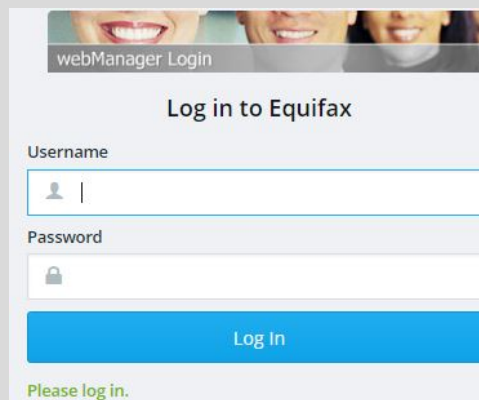 webManager Login
Log in to Equifax
Username
Password
Log In
Please log in.